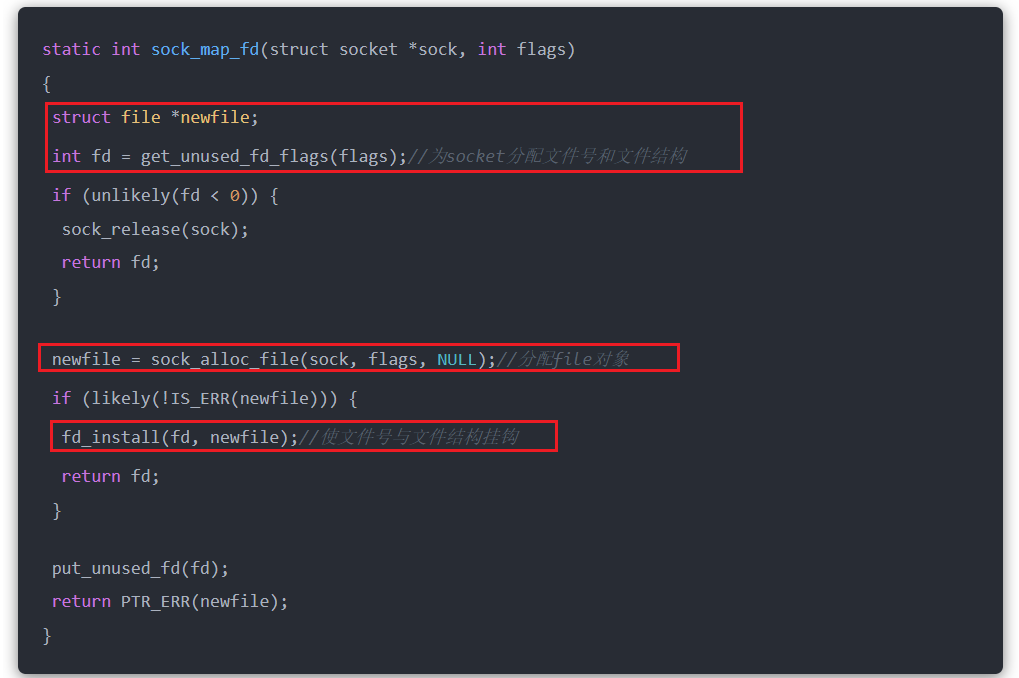 static int sock_map_fd(struct socket *sock, int flags)
{
struct file *newfile;
int fd = get_unused_fd_flags(flags);//为socket分配文件号和文件结构
if (unlikely(fd < 0)) {
sock_release(sock);
return fd;
}
newfile = sock_alloc_file(sock, flags, NULL);//分配file对象
if (likely(!IS_ERR(newfile))) {
fd_install(fd, newfile);//使文件号与文件结构挂钩
return fd;
}
put_unused_fd(fd);
return PTR_ERR(newfile);
}